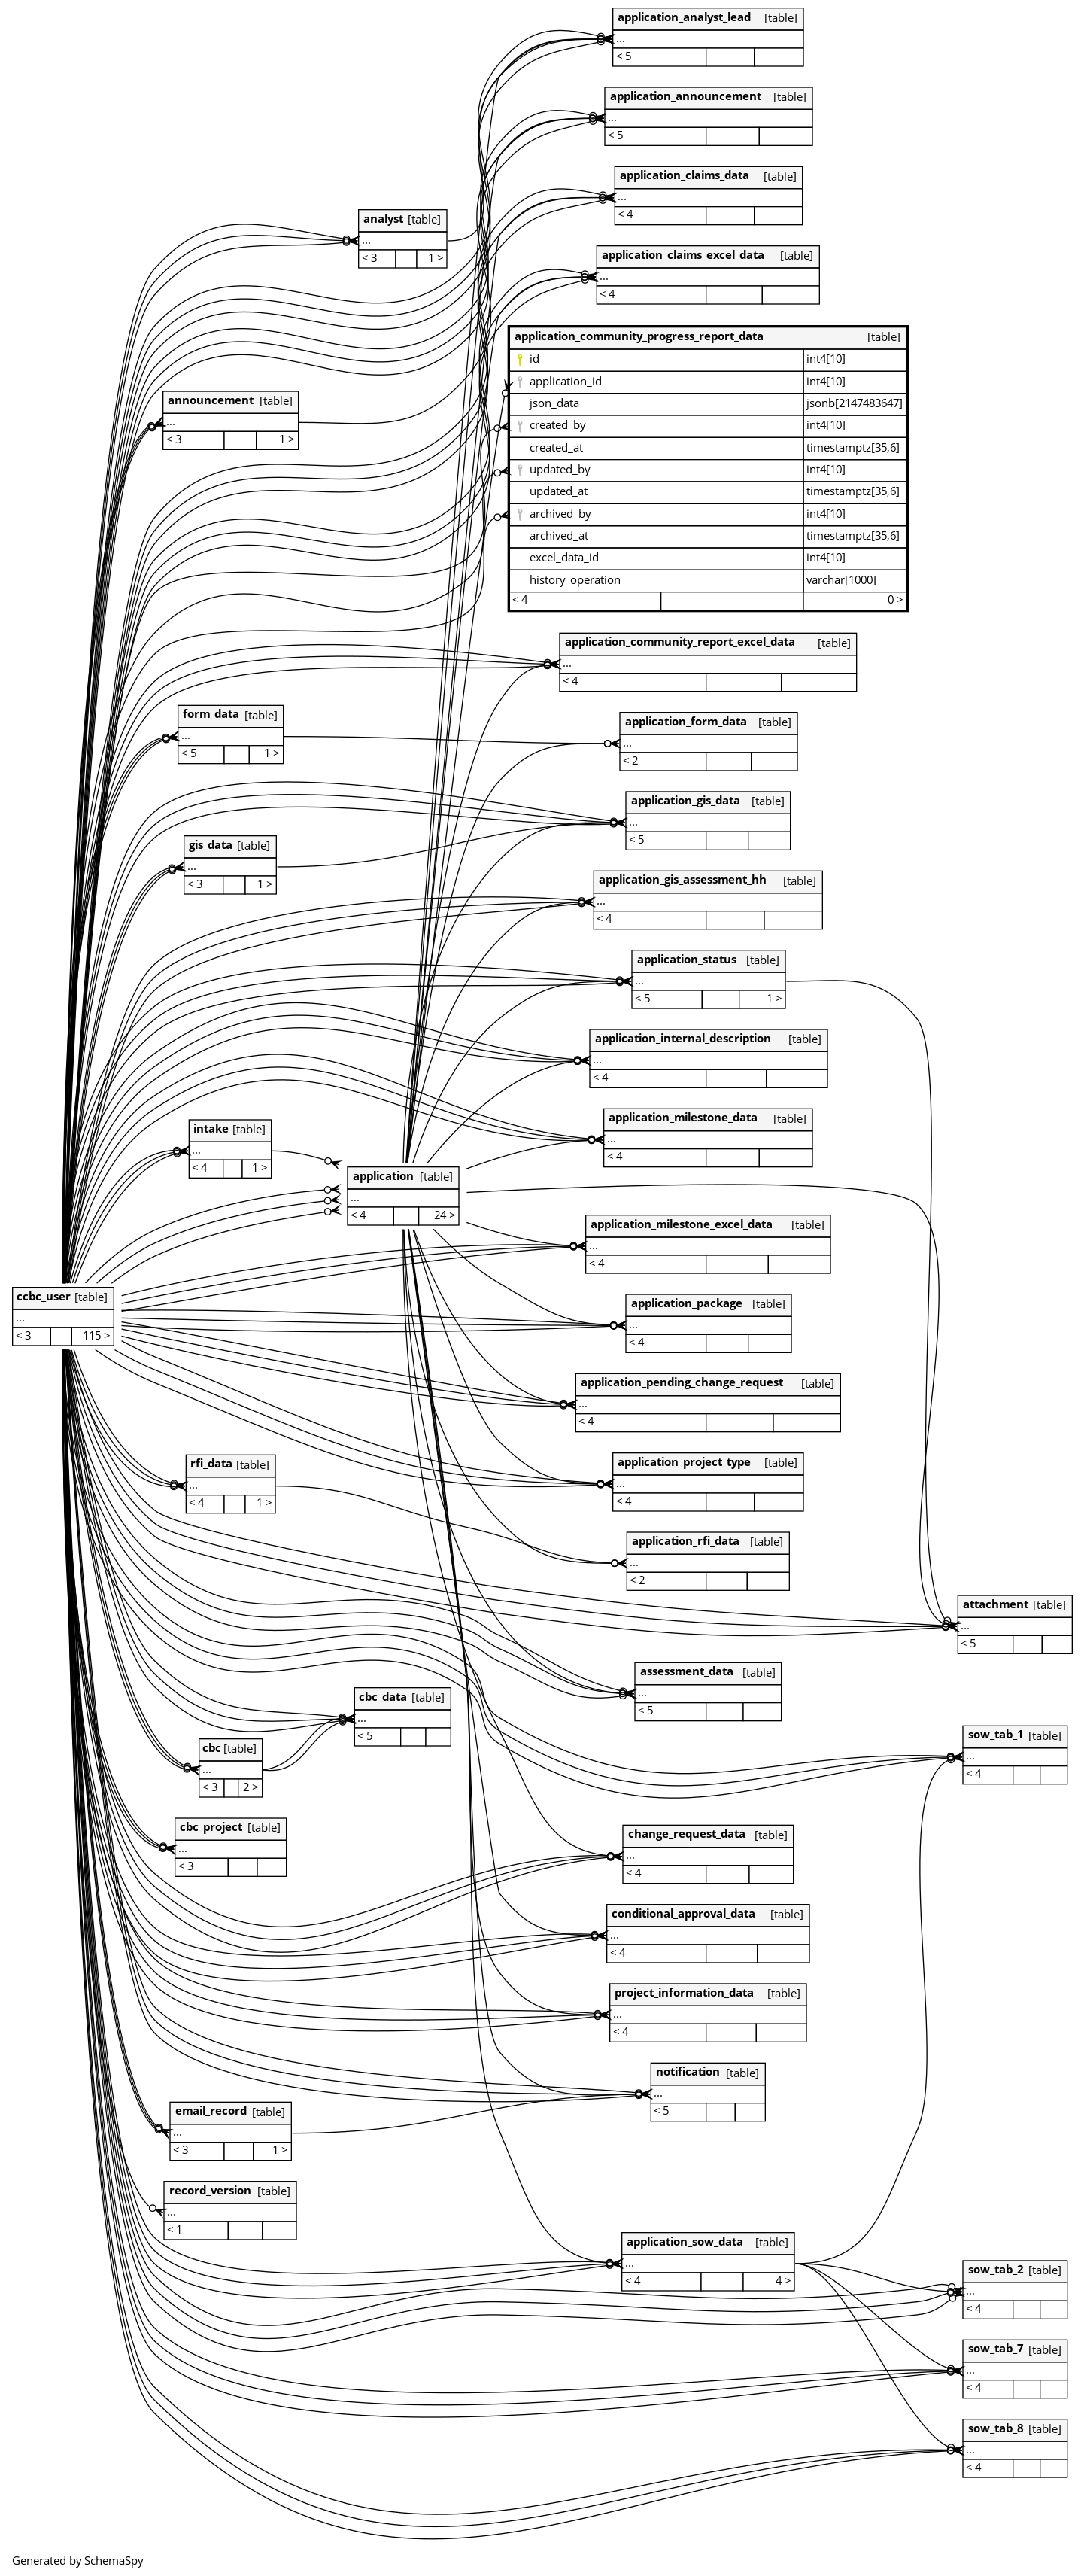 application_analyst_lead [table]
...
< 5
application_announcement [table]
...
< 5
application_claims_data [table]
...
< 4
analyst [table]
...
< 3 1 >
application_claims_excel_data [table]
...
< 4
application_community_progress_report_data [table]
id int4[10]
application_id int4[10]
json_data jsonb[2147483647]
created_by int4[10]
created_at timestamptz[35,6]
updated_by int4[10]
updated_at timestamptz[35,6]
archived_by int4[10]
archived_at timestamptz[35,6]
excel_data_id int4[10]
history_operation varchar[1000]
< 4 0 >
announcement [table]
...
< 3 1 >
application_community_report_excel_data [table]
...
< 4
form_data [table]
...
< 5 1 >
application_form_data [table]
...
< 2
application_gis_data [table]
...
< 5
gis_data [table]
...
< 3 1 >
application_gis_assessment_hh [table]
...
< 4
application_status [table]
...
< 5 1 >
application_internal_description [table]
...
< 4
application_milestone_data [table]
...
< 4
intake [table]
...
< 4 1 >
application [table]
...
< 4 24 >
application_milestone_excel_data [table]
...
< 4
ccbc_user [table]
...
< 3 115 >
application_package [table]
...
< 4
application_pending_change_request [table]
...
< 4
application_project_type [table]
...
< 4
rfi_data [table]
...
< 4 1 >
application_rfi_data [table]
...
< 2
attachment [table]
...
< 5
assessment_data [table]
...
< 5
cbc_data [table]
...
< 5
sow_tab_1 [table]
...
< 4
cbc [table]
...
< 3 2 >
cbc_project [table]
...
< 3
change_request_data [table]
...
< 4
conditional_approval_data [table]
...
< 4
project_information_data [table]
...
< 4
notification [table]
...
< 5
email_record [table]
...
< 3 1 >
record_version [table]
...
< 1
application_sow_data [table]
...
< 4 4 >
sow_tab_2 [table]
...
< 4
sow_tab_7 [table]
...
< 4
sow_tab_8 [table]
...
< 4
Generated by SchemaSpy